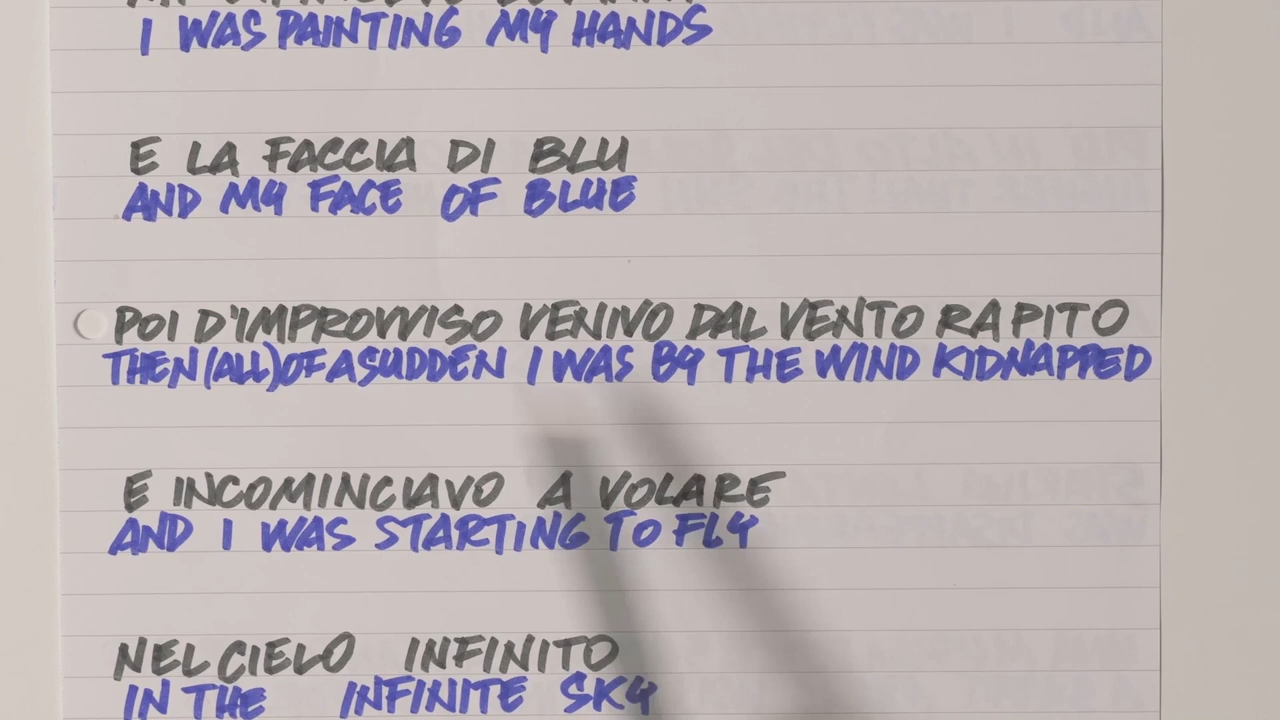 I WAS PAINTING MY HANDS
E LA FACCIA DI BLU
AND MY FACE OF BLUE
POI D'IMPROVVISO VENIVO DAL VENTO RAPITO
THEN (ALL) OF A SUDDEN I WAS BY THE WIND KIDNAPPED
E INCOMINCIAVO A VOLARE
AND I WAS STARTING TO FLY
NEL CIELO INFINITO
IN THE INFINITE SKY